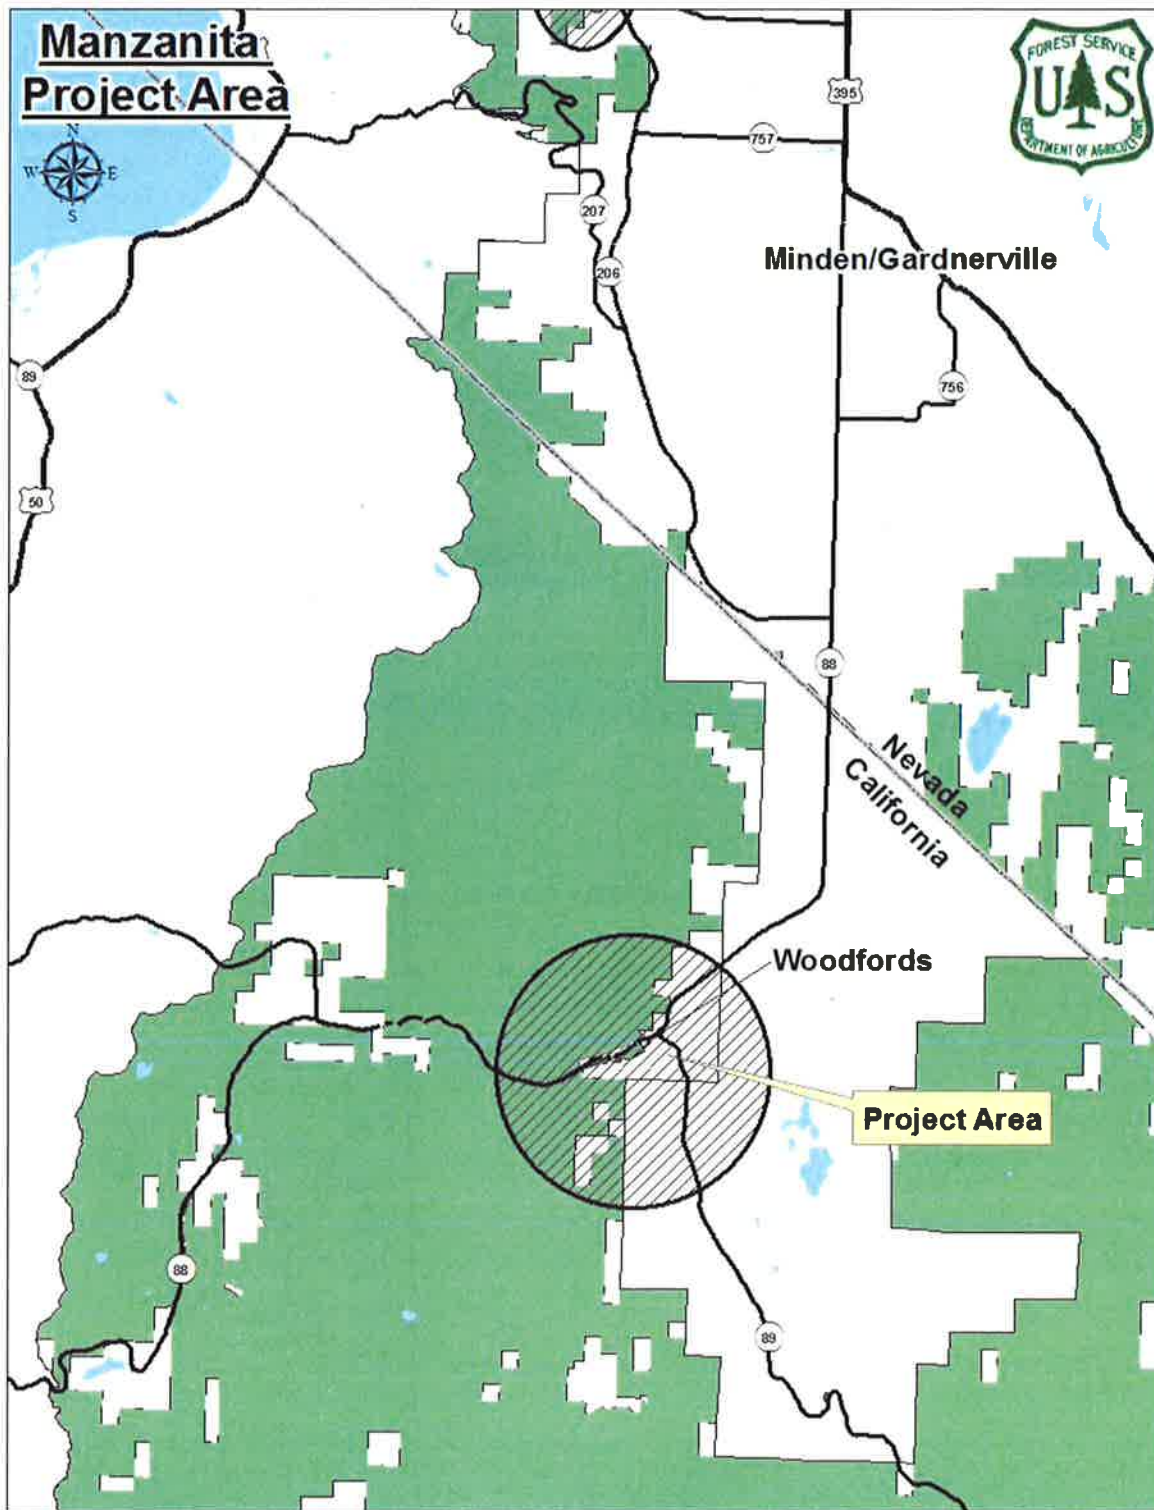 Manzanita
Project Area
N
W E
S
FOREST SERVICE
U S
DEPARTMENT OF AGRICULTURE
395
757
207
206
Minden/Gardnerville
89
756
50
88
Nevada
California
Woodfords
Project Area
88
89